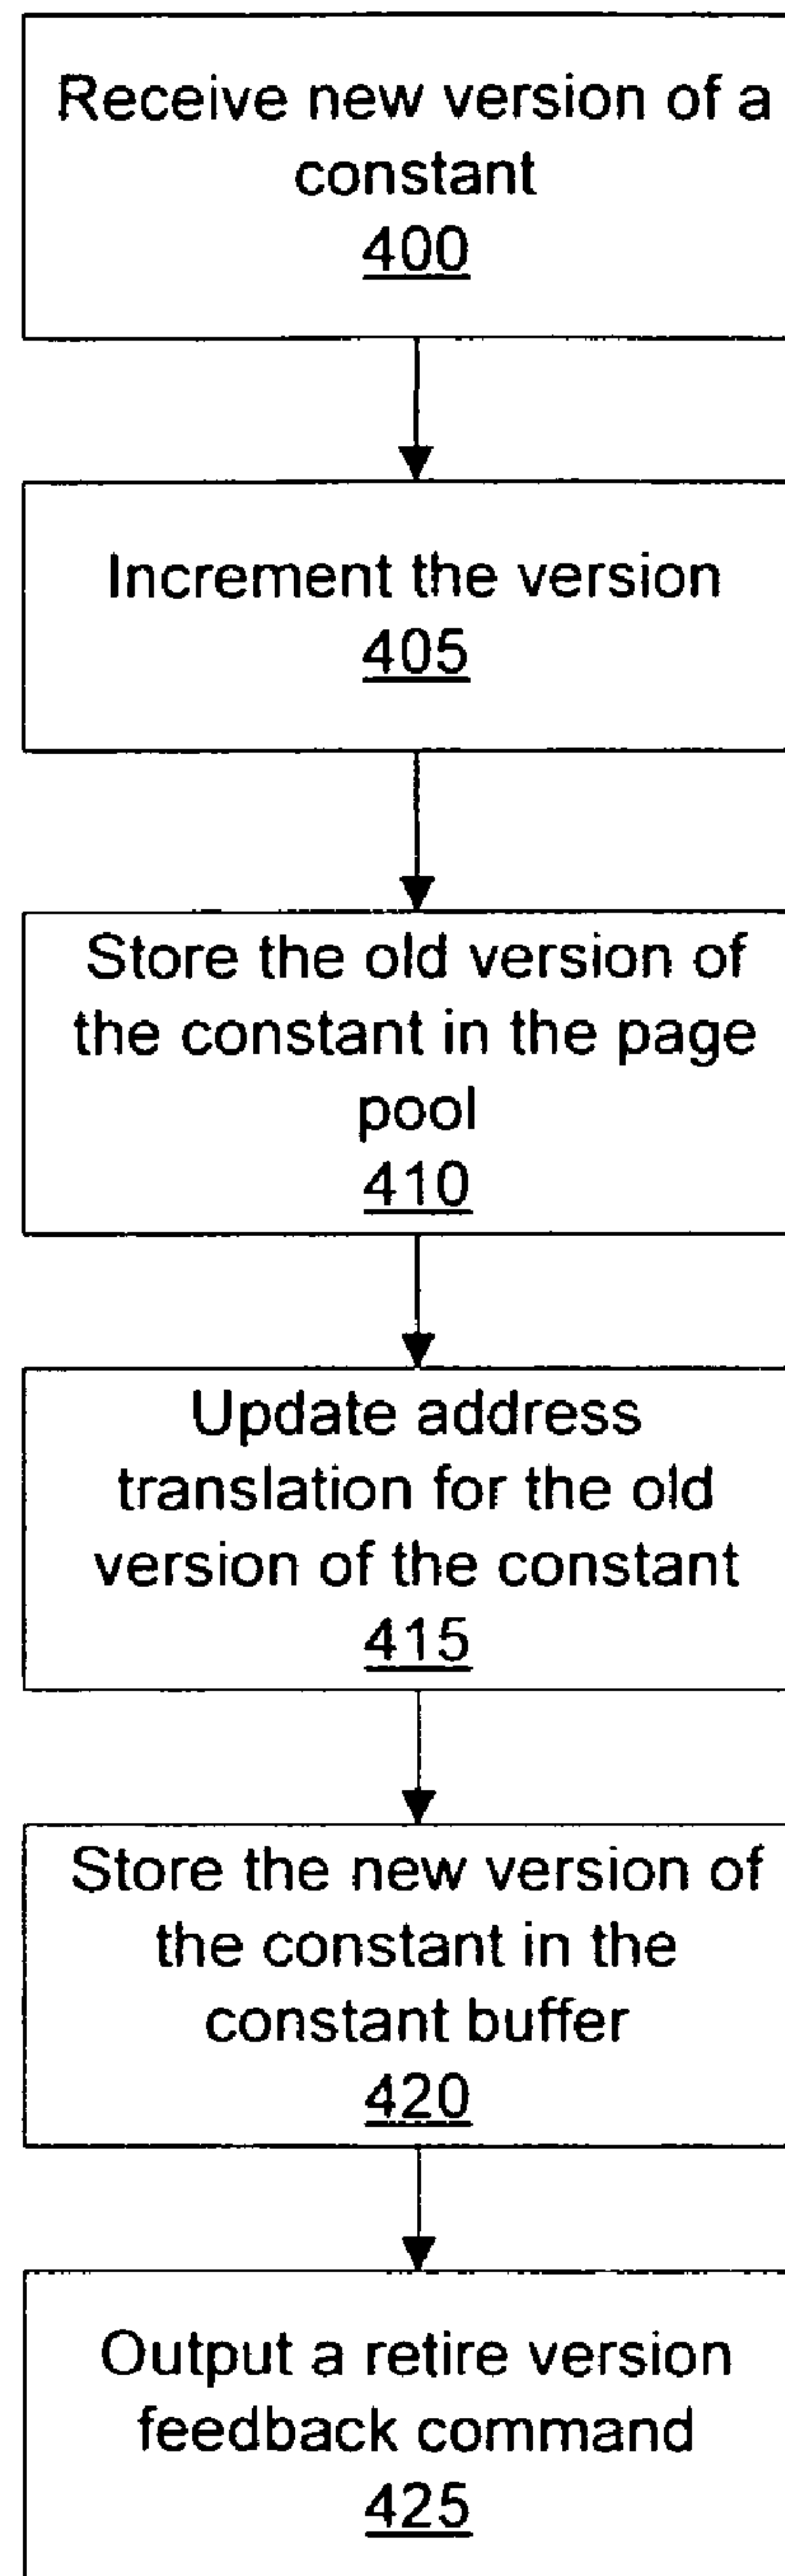 Receive new version of a
constant
400
Increment the version
405
Store the old version of
the constant in the page
pool
410
Update address
translation for the old
version of the constant
415
Store the new version of
the constant in the
constant buffer
420
Output a retire version
feedback command
425